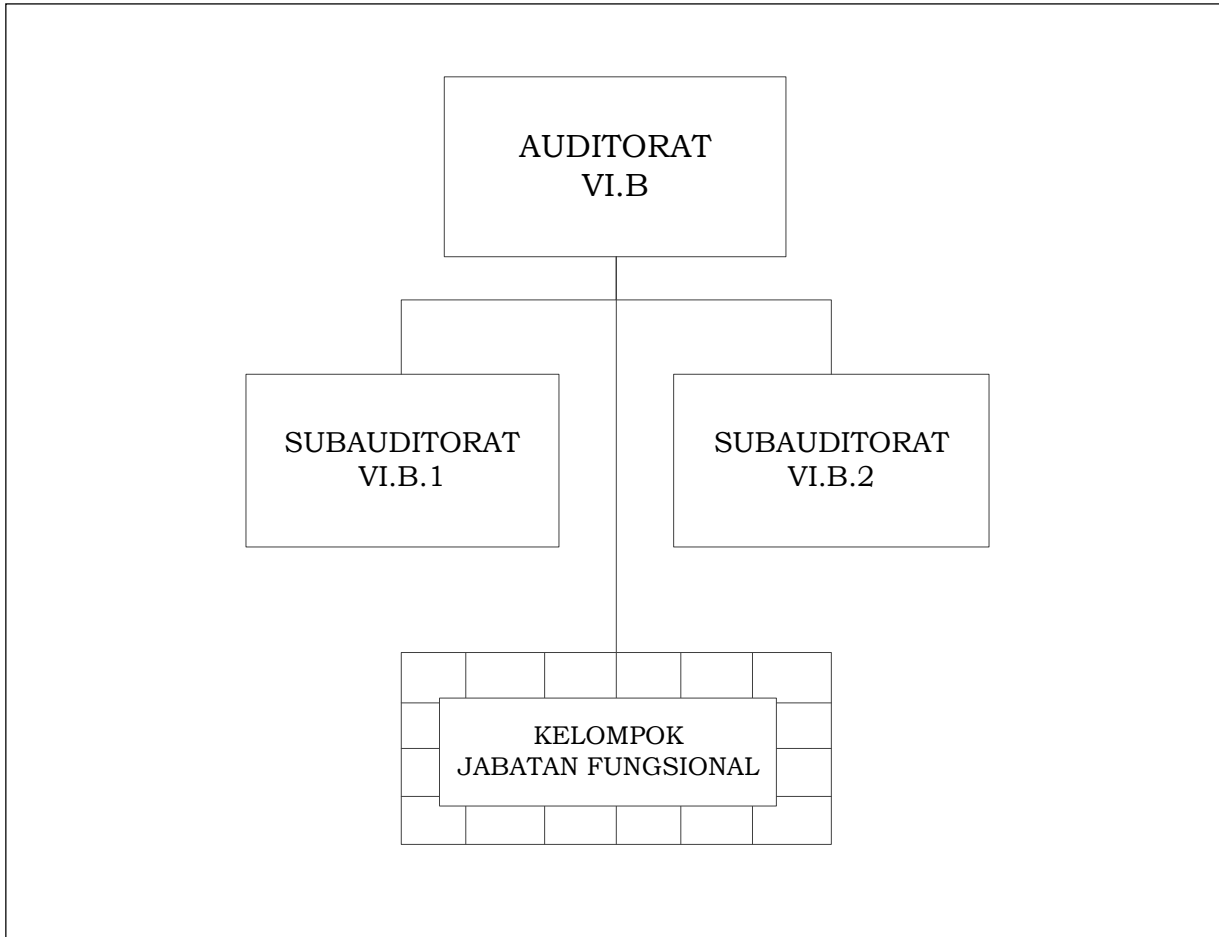 AUDITORAT
VI.B
SUBAUDITORAT
VI.B.1
SUBAUDITORAT
VI.B.2
KELOMPOK
JABATAN FUNGSIONAL